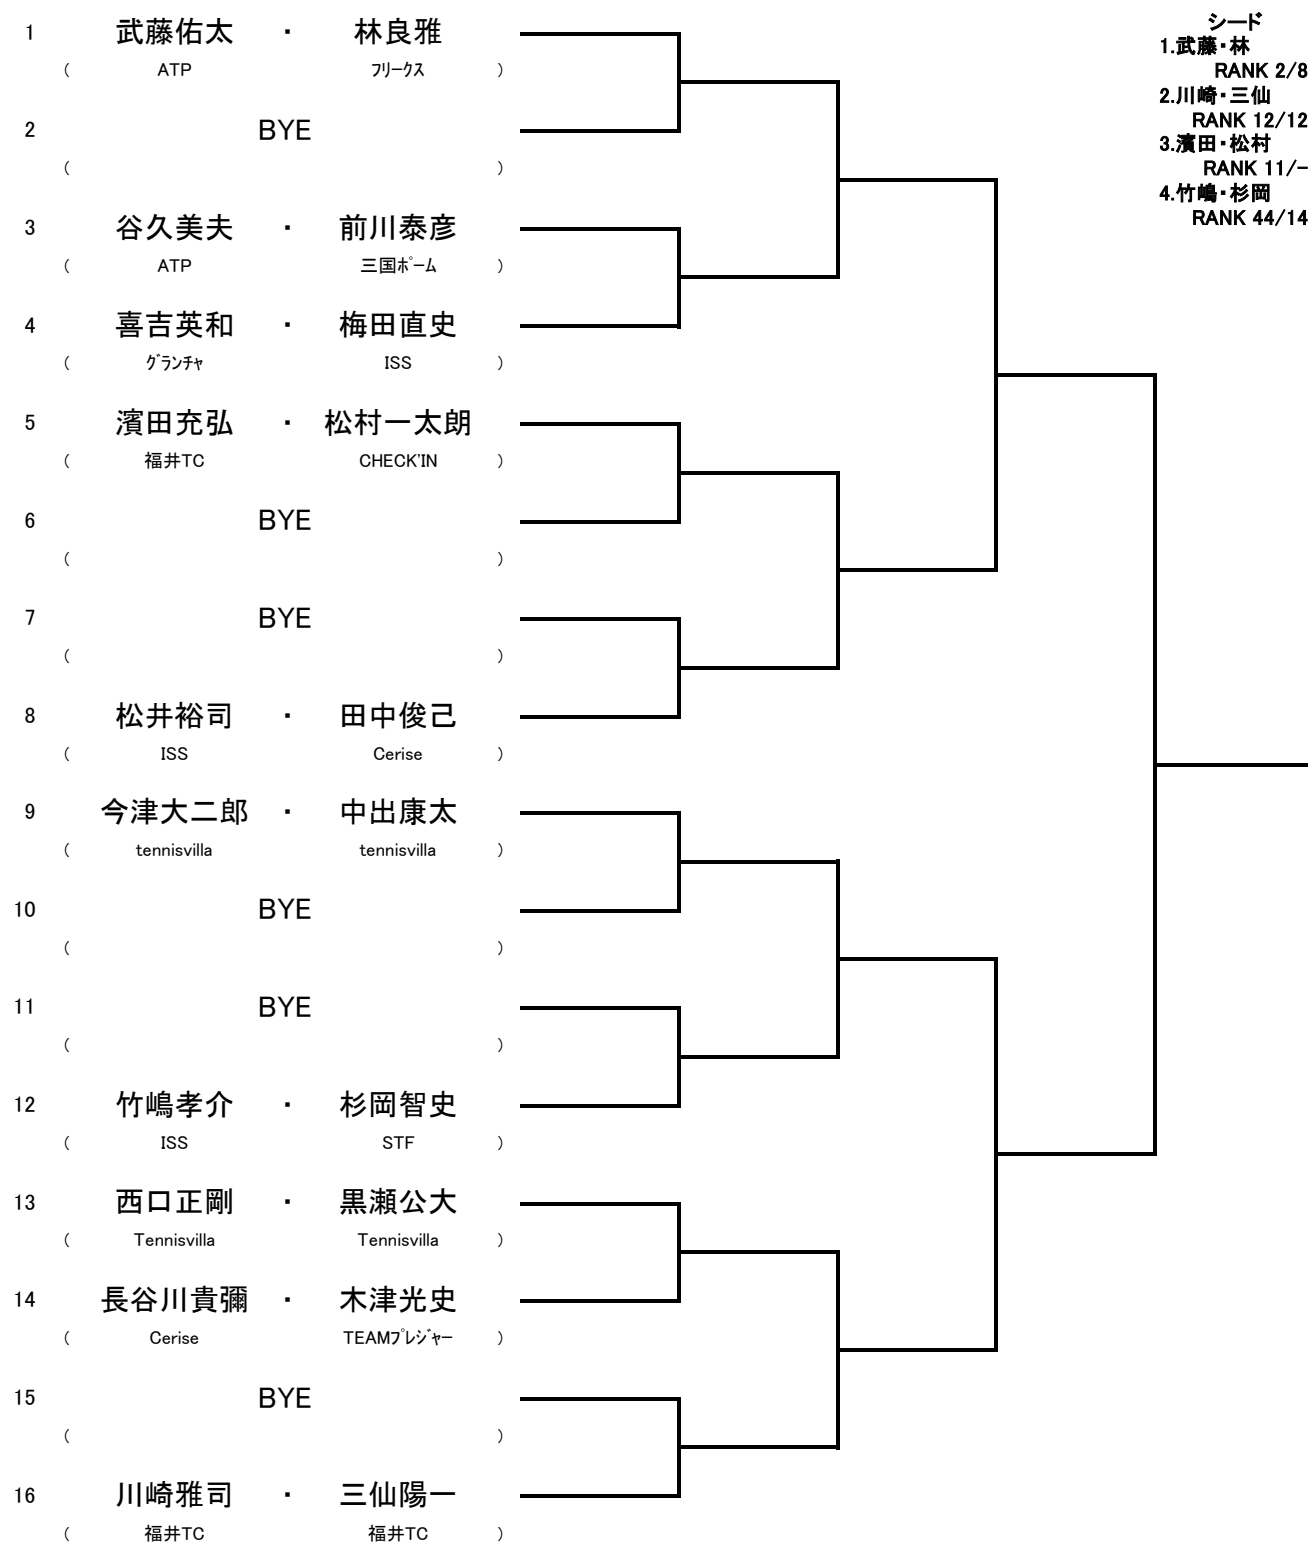 シード
1.武藤・林
RANK 2/8
2.川崎・三仙
RANK 12/12
3.濱田・松村
RANK 11/-
4.竹嶋・杉岡
RANK 44/14
1 武藤佑太 ・ 林良雅
( ATP ﾌﾘｰｸｽ )
2 BYE
( )
3 谷久美夫 ・ 前川泰彦
( ATP 三国ﾎﾟｰム )
4 喜吉英和 ・ 梅田直史
( ｸﾞランチャ ISS )
5 濱田充弘 ・ 松村一太朗
( 福井TC CHECK'IN )
6 BYE
( )
7 BYE
( )
8 松井裕司 ・ 田中俊己
( ISS Cerise )
9 今津大二郎 ・ 中出康太
( tennisvilla tennisvilla )
10 BYE
( )
11 BYE
( )
12 竹嶋孝介 ・ 杉岡智史
( ISS STF )
13 西口正剛 ・ 黒瀬公大
( Tennisvilla Tennisvilla )
14 長谷川貴彌 ・ 木津光史
( Cerise TEAMﾌﾟﾚｼﾞｬｰ )
15 BYE
( )
16 川崎雅司 ・ 三仙陽一
( 福井TC 福井TC )